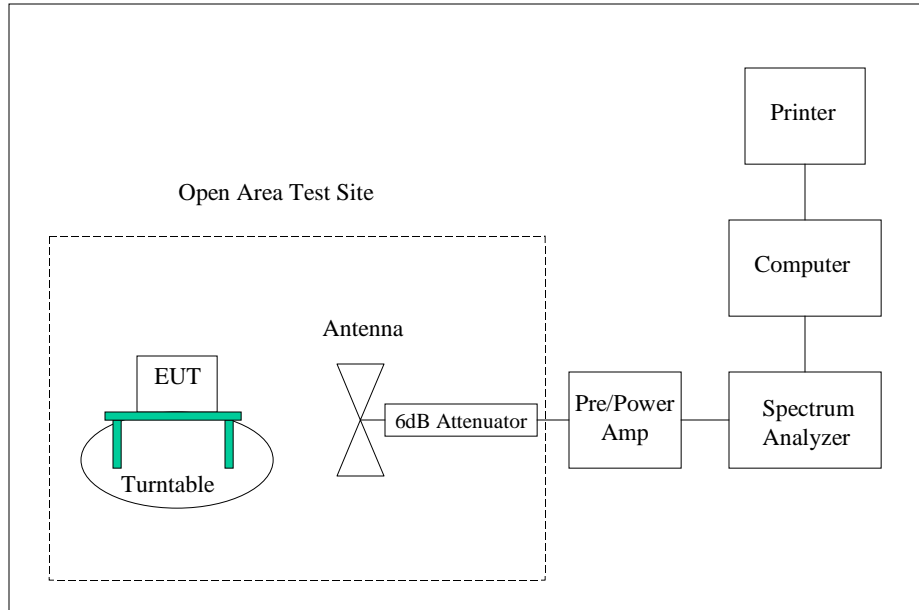 Printer
Open Area Test Site
Computer
Antenna
EUT
6dB Attenuator
Pre/Power
Amp
Spectrum
Analyzer
Turntable